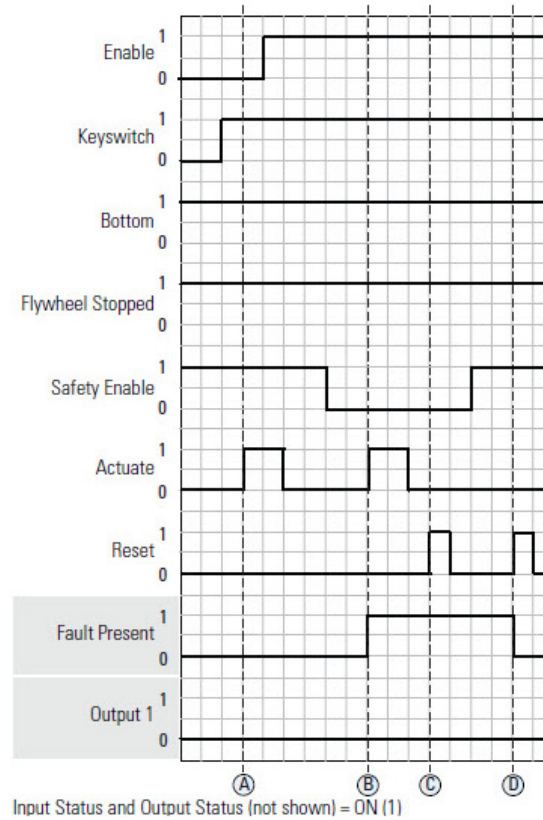 1
Enable
0
1
Keyswitch
0
1
Bottom
0
1
Flywheel Stopped
0
1
Safety Enable
0
1
Actuate
0
1
Reset
0
1
Fault Present
0
1
Output 1
0
A B C D
Input Status and Output Status (not shown) = ON (1)